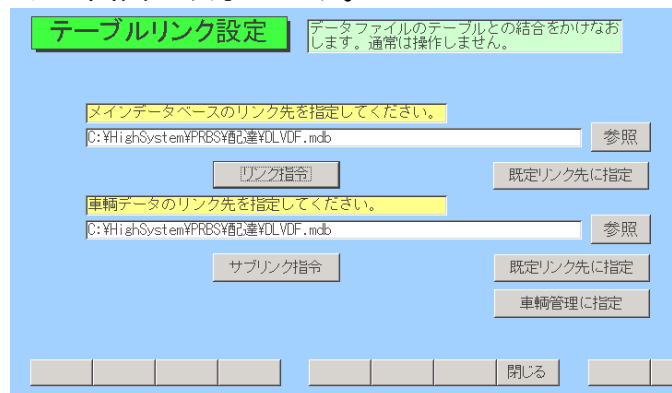 テーブルリンク設定
データファイルのテーブルとの結合をかけなお
します。通常は操作しません。
メインデータベースのリンク先を指定してください。
C:¥HighSystem¥PRBS¥配達¥DLVDF.mdb
参照
リンク指令
既定リンク先に指定
車輌データのリンク先を指定してください。
C:¥HighSystem¥PRBS¥配達¥DLVDF.mdb
参照
サブリンク指令
既定リンク先に指定
車輌管理に指定
閉じる